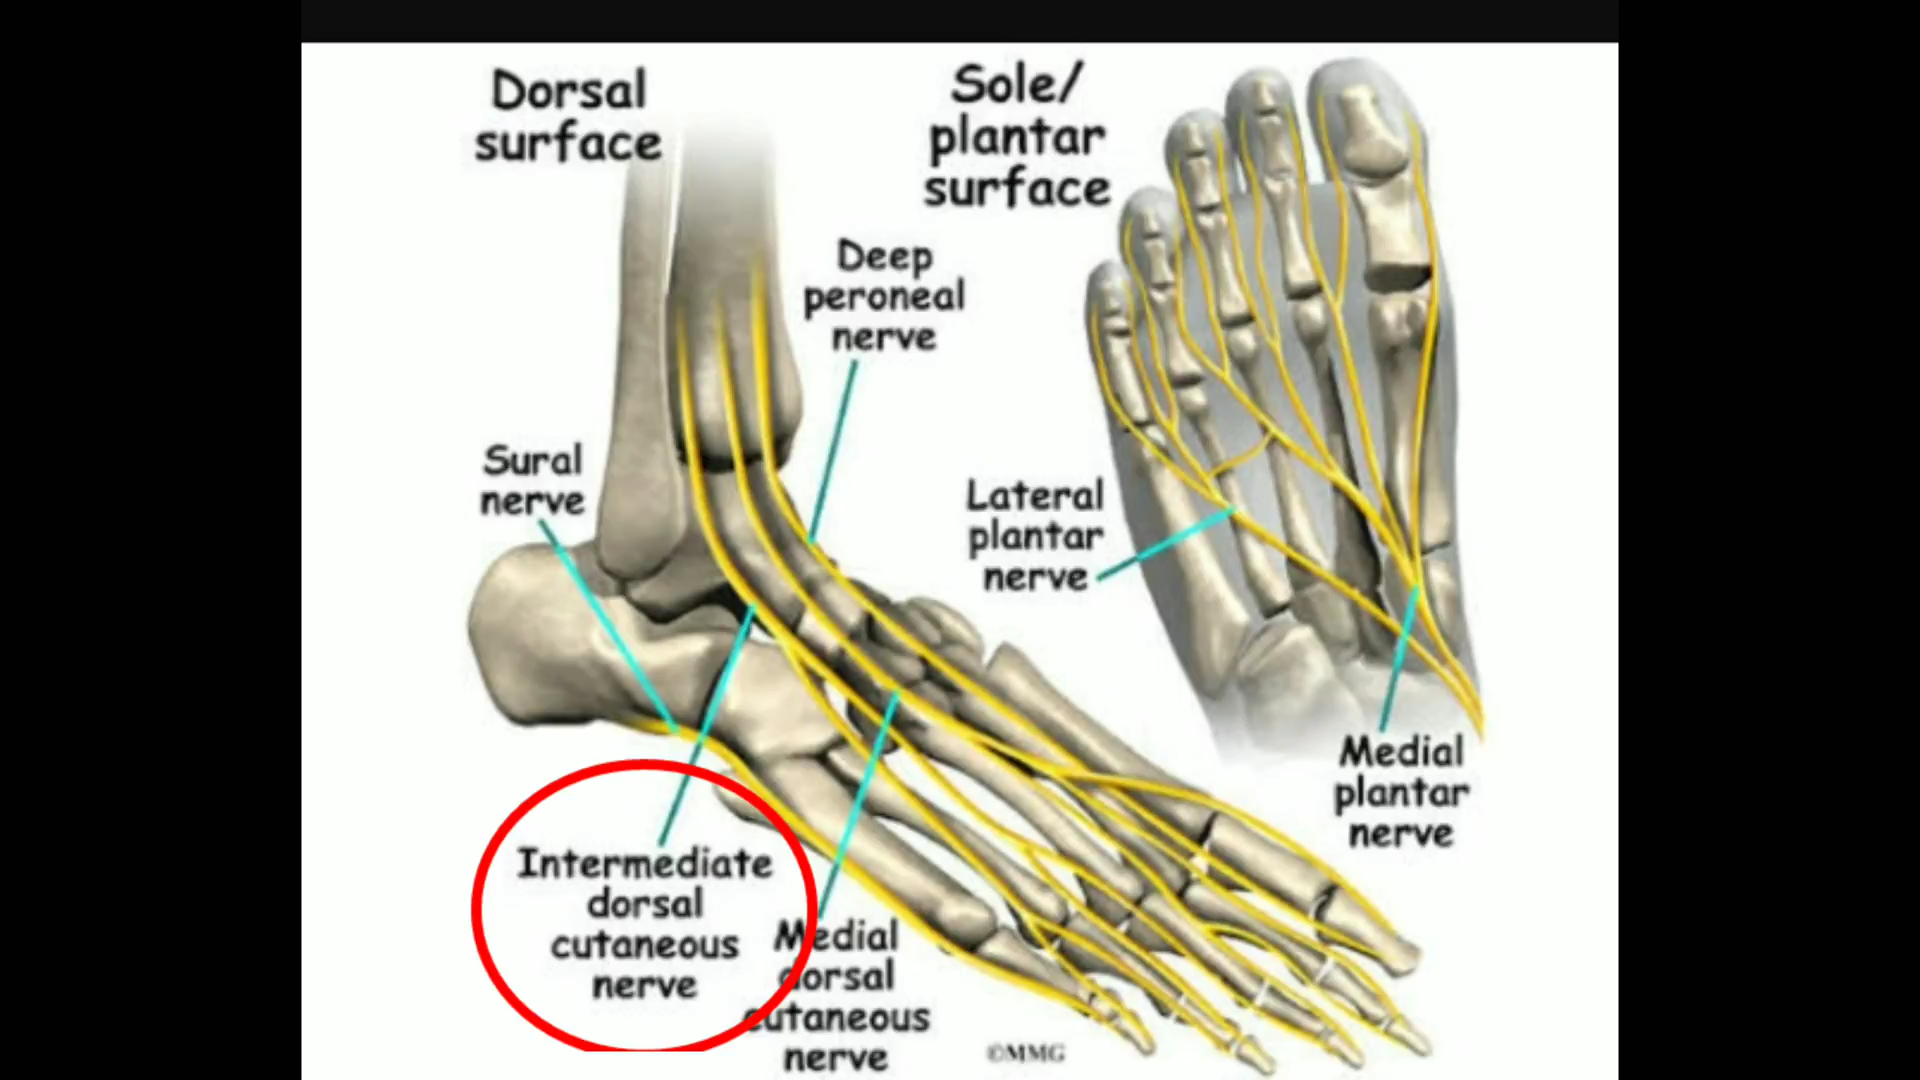 Dorsal
surface
Sole/
plantar
surface
Deep
peroneal
nerve
Sural
nerve
Lateral
plantar
nerve
Medial
plantar
nerve
Intermediate
dorsal
cutaneous
nerve
Medial
dorsal
cutaneous
nerve
©MMG